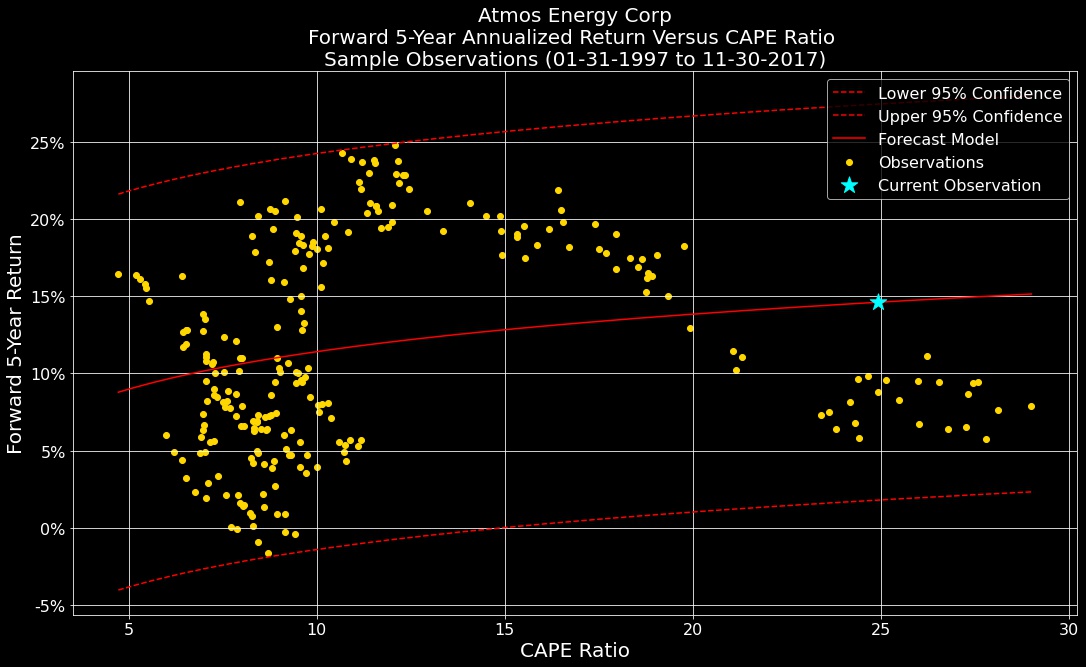 Atmos Energy Corp
Forward 5-Year Annualized Return Versus CAPE Ratio
Sample Observations (01-31-1997 to 11-30-2017)
Lower 95% Confidence
Upper 95% Confidence
Forecast Model
Observations
Current Observation
Forward 5-Year Return
25%
20%
15%
10%
5%
0%
-5%
5
10
15
20
25
30
CAPE Ratio